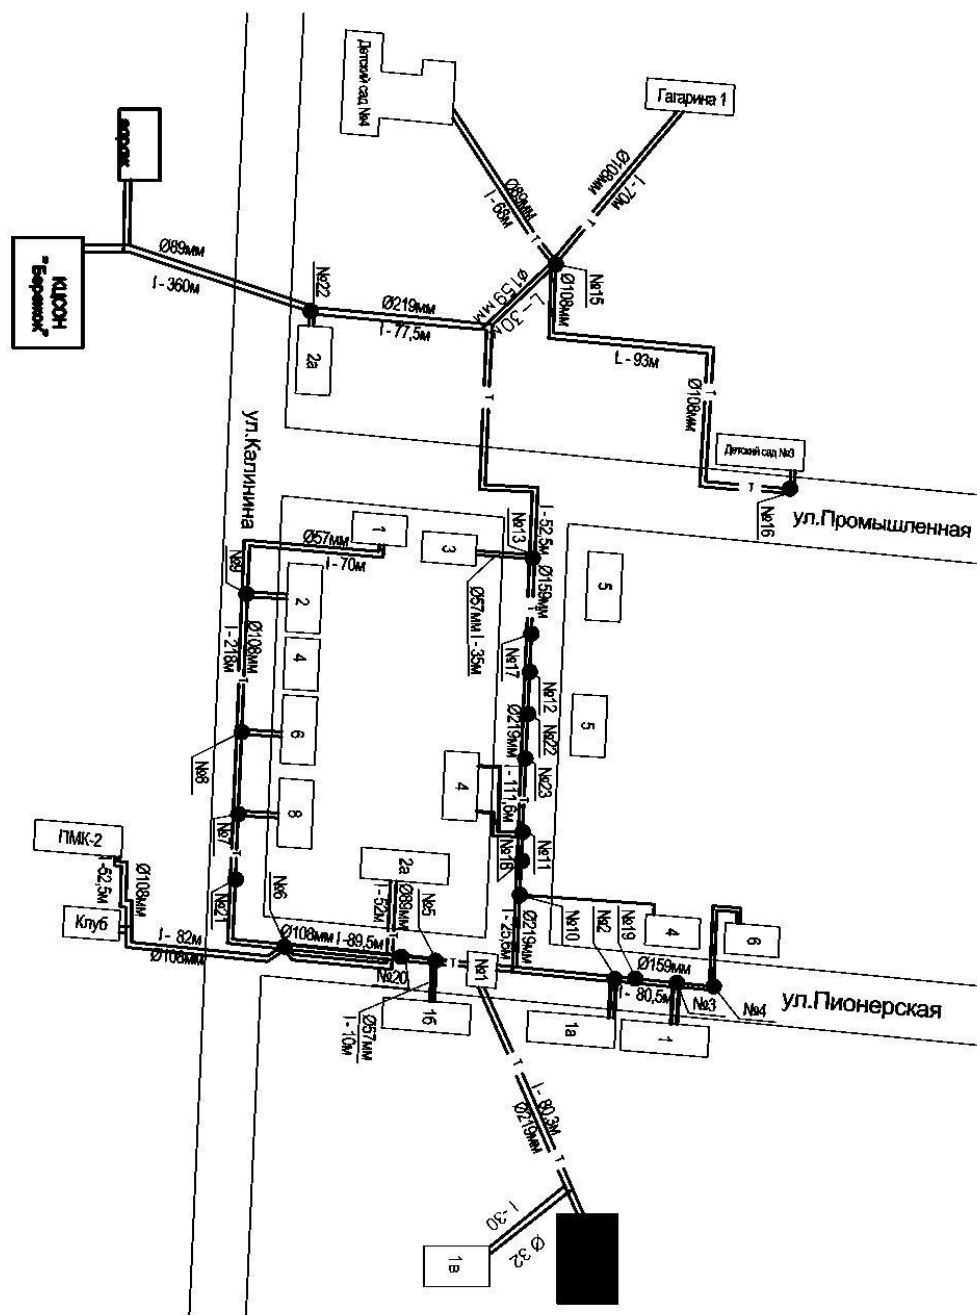 Детский сад №4
Гагарина 1
Ø108мм
l-70м
Ø89мм
l-68м
т
т
гараж
КЦСОН
"Бережок"
Ø89мм
l-360м
№22
Ø219мм
l-77,5м
2а
Ø159мм
L-30м
№15
Ø108мм
L-93м
т
Ø108мм
т
Детский сад №3
т
№16
ул.Промышленная
ул.Калинина
№9
Ø57мм
l-70м
1
2
4
6
8
Ø108мм
l-218м
т
№8
№7
т
№21
№6
3
№13
l-52,5м
Ø159мм
Ø57мм l-35м
т
№17
№12
№22
№23
Ø219мм
l-111,6м
т
4
№11
№18
5
5
№10
№2
№19
4
6
Ø219мм
l-25,6м
Ø159мм
l-80,5м
№3
№4
ул.Пионерская
1а
1
ПМК-2
l-52,5м
Ø108мм
Клуб
l-82м
Ø108мм
Ø108мм
l-89,5м
2а
Ø89мм
l-52м
т
№5
№20
т
№1
1б
Ø57мм
l-10м
т
l-80,3м
Ø219мм
т
l-30
Ø 32
1в